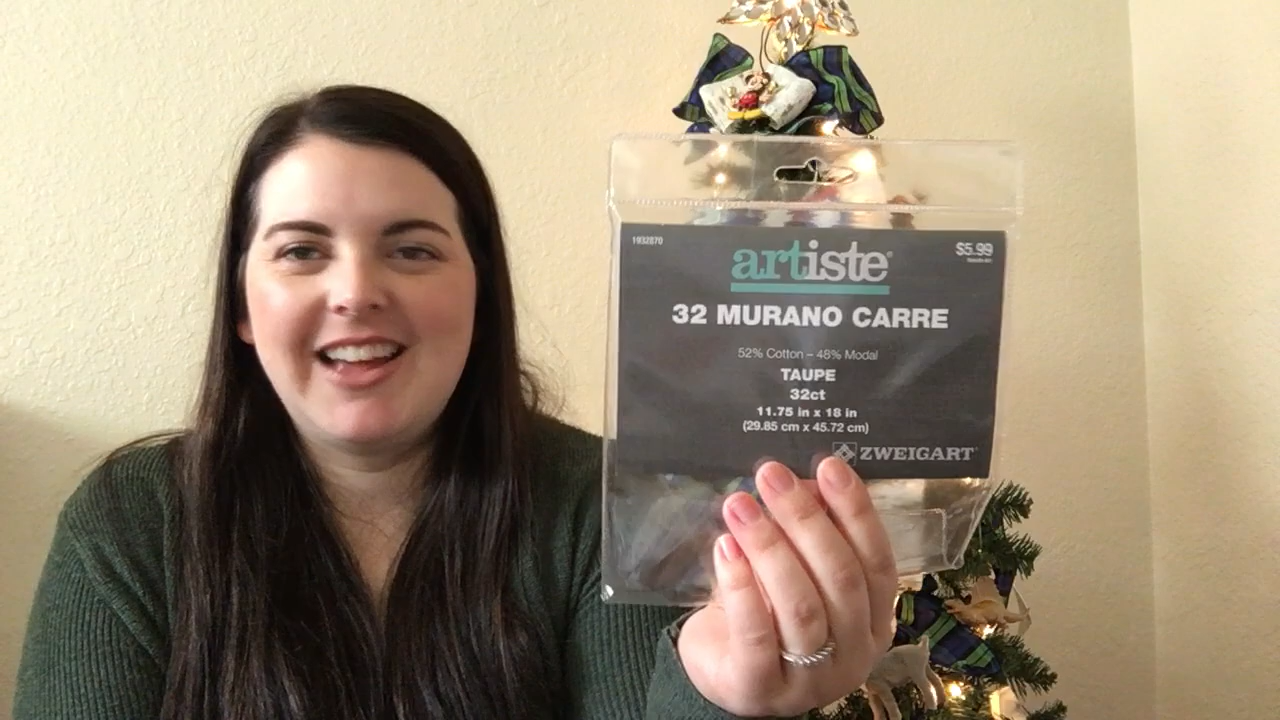 1932870
$5.99
artiste®
32 MURANO CARRE
52% Cotton – 48% Modal
TAUPE
32ct
11.75 in x 18 in
(29.85 cm x 45.72 cm)
ZWEIGART®